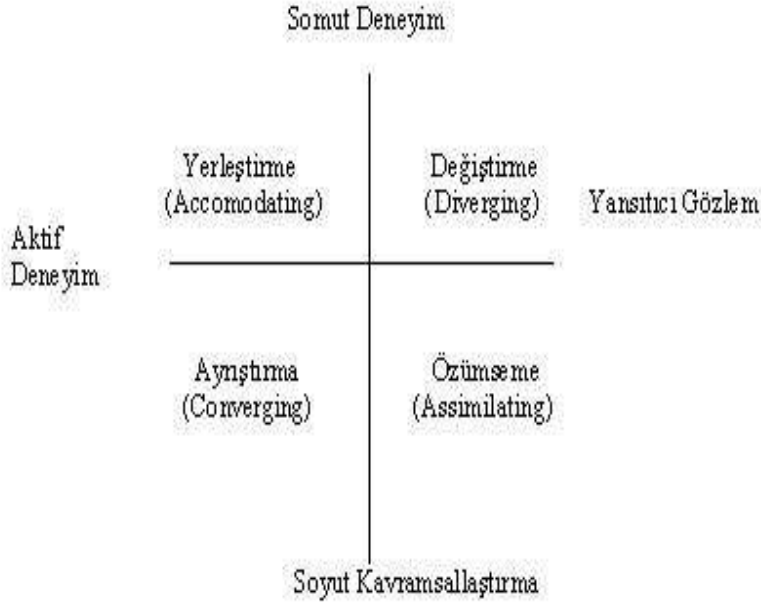 Somut Deneyim
Yerleştirme
(Accomodating)
Değiştirme
(Diverging)
Yansıtıcı Gözlem
Aktif
Deneyim
Ayrıştırma
(Converging)
Özümseme
(Assimilating)
Soyut Kavramsallaştırma